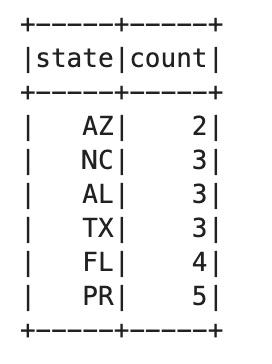 +-----+-----+
|state|count|
+-----+-----+
|   AZ|    2|
|   NC|    3|
|   AL|    3|
|   TX|    3|
|   FL|    4|
|   PR|    5|
+-----+-----+